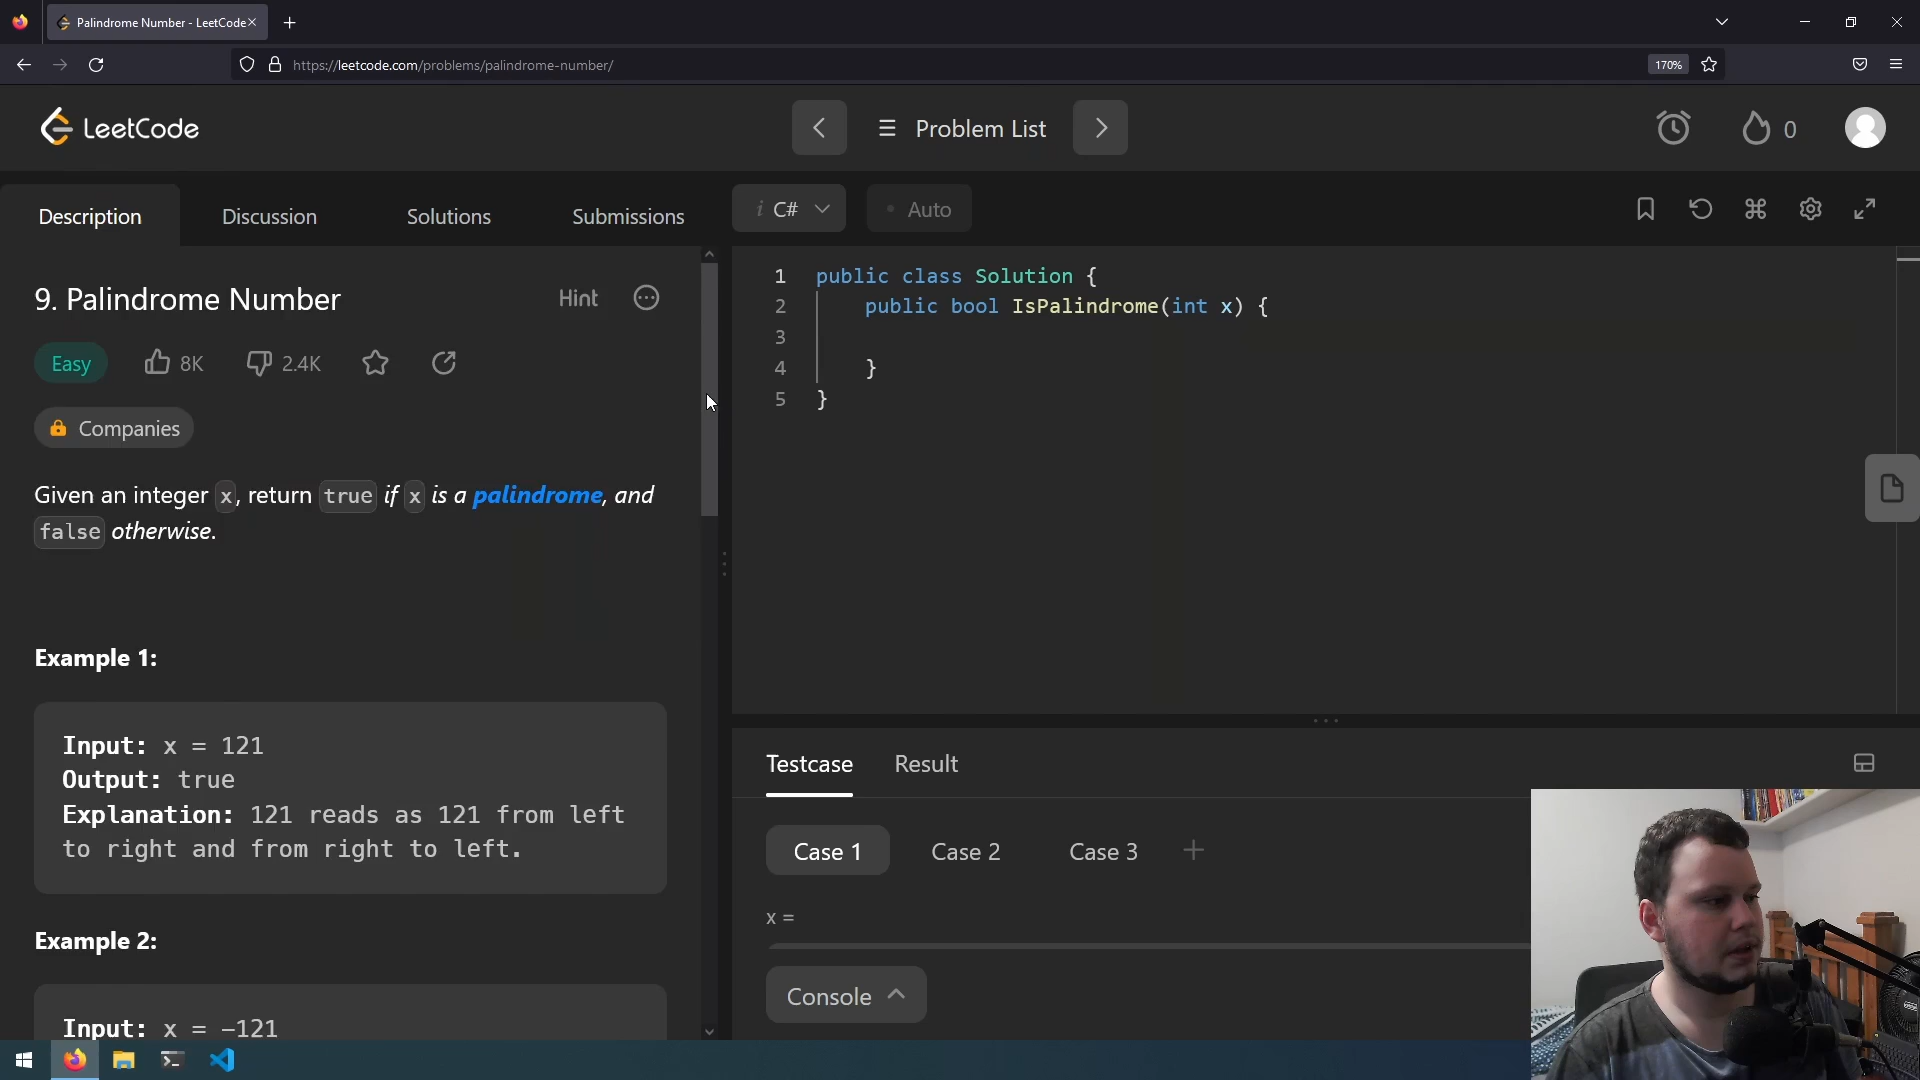 Palindrome Number - LeetCode
https://leetcode.com/problems/palindrome-number/
170%
LeetCode
Problem List
0
Description
Discussion
Solutions
Submissions
i C#
• Auto
9. Palindrome Number
Hint
Easy
8K
2.4K
Companies
Given an integer x, return true if x is a palindrome, and
false otherwise.
Example 1:
Input: x = 121
Output: true
Explanation: 121 reads as 121 from left
to right and from right to left.
Example 2:
Input: x = -121
1 public class Solution {
2 public bool IsPalindrome(int x) {
3
4 }
5 }
Testcase
Result
Case 1
Case 2
Case 3
x =
Console